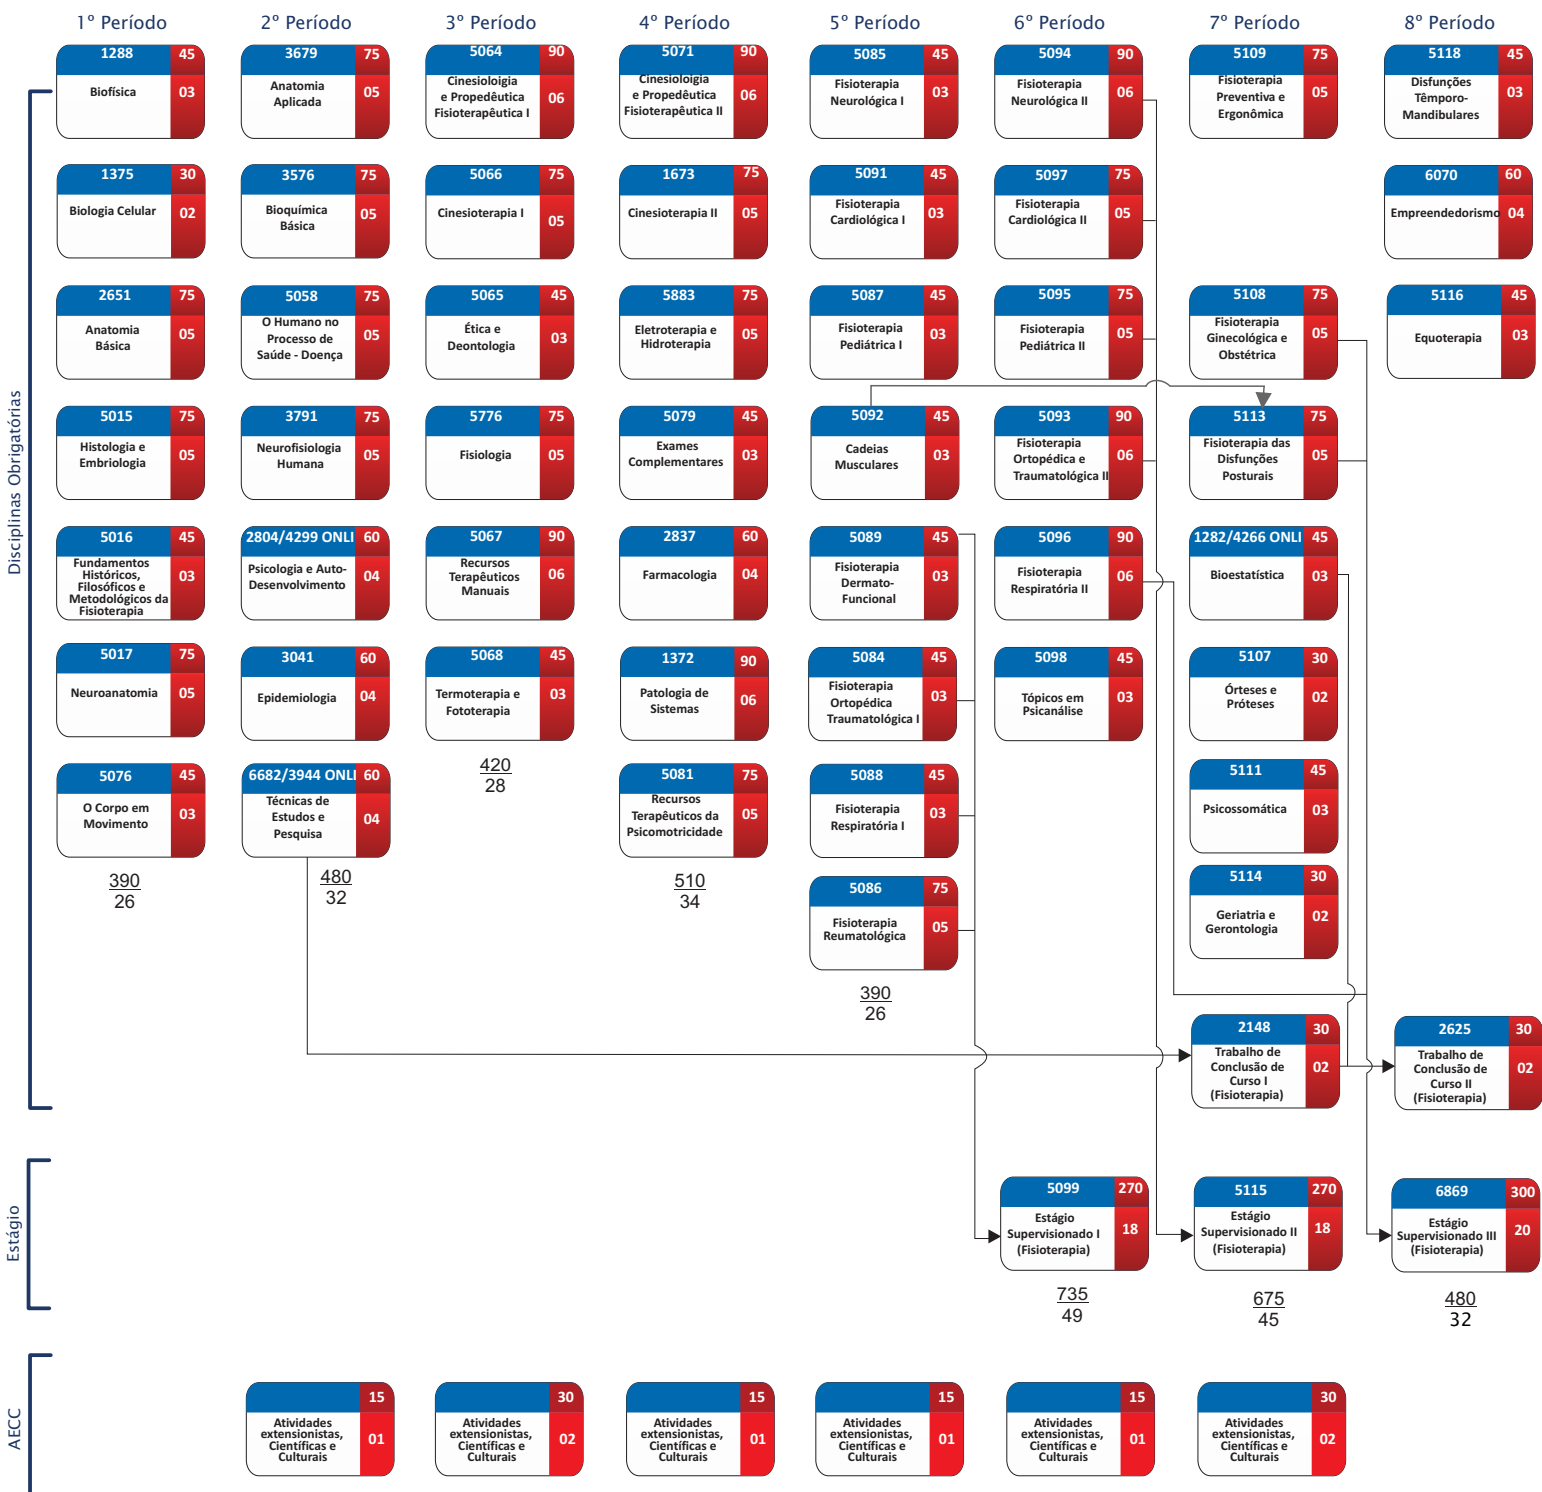 1º Período
2º Período
3º Período
4º Período
5º Período
6º Período
7º Período
8º Período
Disciplinas Obrigatórias
1288 45
Biofísica
03
3679 75
Anatomia
Aplicada
05
5064 90
Cinesioloigia
e Propedêutica
Fisioterapêutica I
06
5071 90
Cinesioloigia
e Propedêutica
Fisioterapêutica II
06
5085 45
Fisioterapia
Neurológica I
03
5094 90
Fisioterapia
Neurológica II
06
5109 75
Fisioterapia
Preventiva e
Ergonômica
05
5118 45
Disfunções
Têmporo-
Mandibulares
03
1375 30
Biologia Celular
02
3576 75
Bioquímica
Básica
05
5066 75
Cinesioterapia I
05
1673 75
Cinesioterapia II
05
5091 45
Fisioterapia
Cardiológica I
03
5097 75
Fisioterapia
Cardiológica II
05
6070 60
Empreendedorismo
04
2651 75
Anatomia
Básica
05
5058 75
O Humano no
Processo de
Saúde - Doença
05
5065 45
Ética e
Deontologia
03
5883 75
Eletroterapia e
Hidroterapia
05
5087 45
Fisioterapia
Pediátrica I
03
5095 75
Fisioterapia
Pediátrica II
05
5108 75
Fisioterapia
Ginecológica e
Obstétrica
05
5116 45
Equoterapia
03
5015 75
Histologia e
Embriologia
05
3791 75
Neurofisiologia
Humana
05
5776 75
Fisiologia
05
5079 45
Exames
Complementares
03
5092 45
Cadeias
Musculares
03
5093 90
Fisioterapia
Ortopédica e
Traumatológica II
06
5113 75
Fisioterapia das
Disfunções
Posturais
05
5016 45
Fundamentos
Históricos,
Filosóficos e
Metodológicos da
Fisioterapia
03
2804/4299 ONLI 60
Psicologia e Auto-
Desenvolvimento
04
5067 90
Recursos
Terapêuticos
Manuais
06
2837 60
Farmacologia
04
5089 45
Fisioterapia
Dermato-
Funcional
03
5096 90
Fisioterapia
Respiratória II
06
1282/4266 ONLI 45
Bioestatística
03
5017 75
Neuroanatomia
05
3041 60
Epidemiologia
04
5068 45
Termoterapia e
Fototerapia
03
1372 90
Patologia de
Sistemas
06
5084 45
Fisioterapia
Ortopédica
Traumatológica I
03
5098 45
Tópicos em
Psicanálise
03
5107 30
Órteses e
Próteses
02
5076 45
O Corpo em
Movimento
03
6682/3944 ONLI 60
Técnicas de
Estudos e
Pesquisa
04
420
28
5081 75
Recursos
Terapêuticos da
Psicomotricidade
05
5088 45
Fisioterapia
Respiratória I
03
5111 45
Psicossomática
03
390
26
480
32
510
34
5086 75
Fisioterapia
Reumatológica
05
5114 30
Geriatria e
Gerontologia
02
390
26
2148 30
Trabalho de
Conclusão de
Curso I
(Fisioterapia)
02
2625 30
Trabalho de
Conclusão de
Curso II
(Fisioterapia)
02
Estágio
5099 270
Estágio
Supervisionado I
(Fisioterapia)
18
5115 270
Estágio
Supervisionado II
(Fisioterapia)
18
6869 300
Estágio
Supervisionado III
(Fisioterapia)
20
735
49
675
45
480
32
AECC
15
Atividades
extensionistas,
Científicas e
Culturais
01
30
Atividades
extensionistas,
Científicas e
Culturais
02
15
Atividades
extensionistas,
Científicas e
Culturais
01
15
Atividades
extensionistas,
Científicas e
Culturais
01
15
Atividades
extensionistas,
Científicas e
Culturais
01
30
Atividades
extensionistas,
Científicas e
Culturais
02